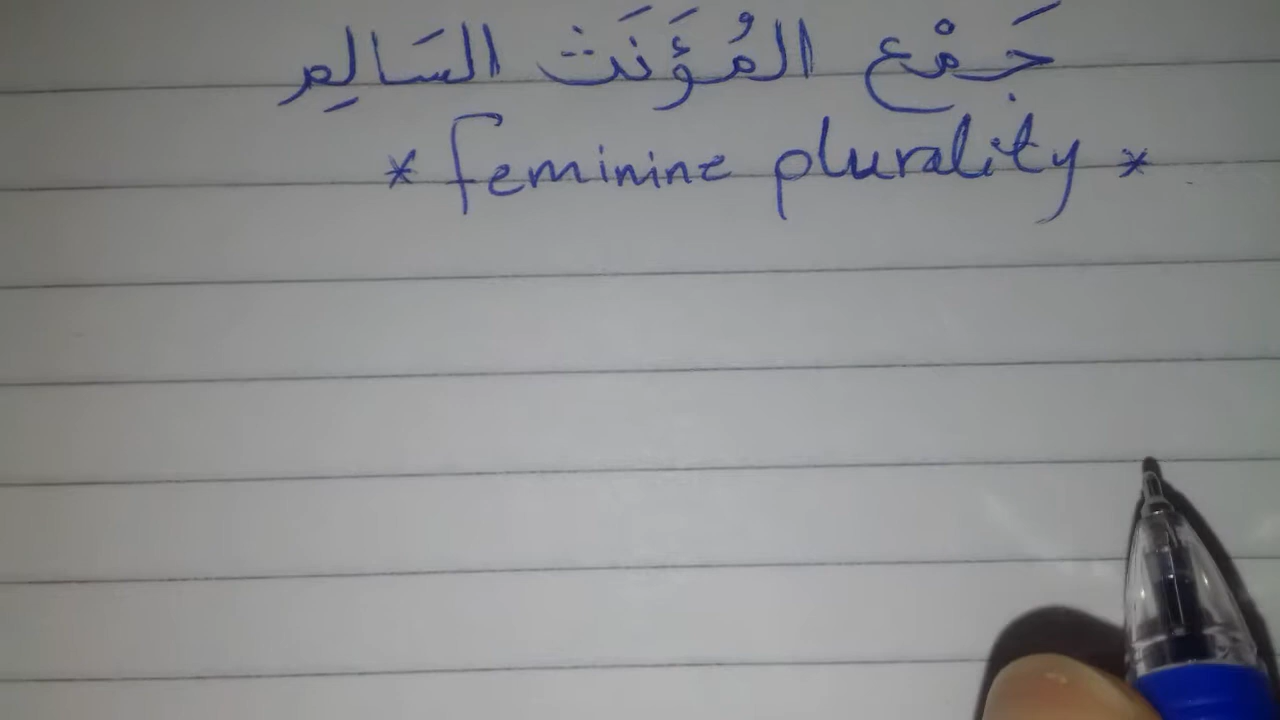 جَمْع المُؤَنَث السَالِم
* feminine plurality *